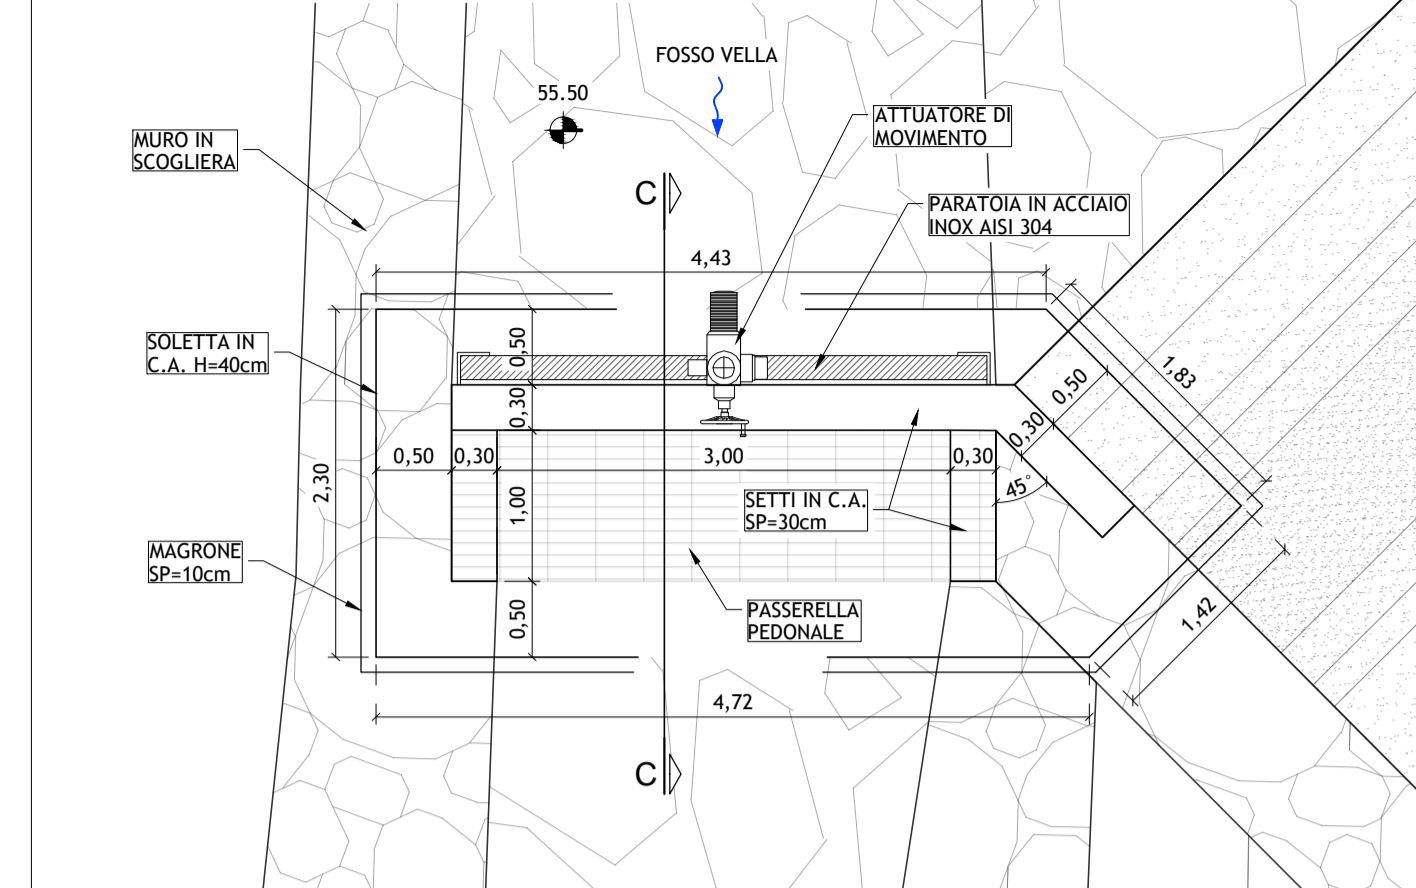 FOSSO VELLA
55.50
ATTUATORE DI
MOVIMENTO
MURO IN
SCOGLIERA
C
PARATOIA IN ACCIAIO
INOX AISI 304
4,43
SOLETTA IN
C.A. H=40cm
0,50
1,83
0,50
0,30
0,30
2,30
0,50
0,30
3,00
0,30
45°
1,00
SETTI IN C.A.
SP=30cm
MAGRONE
SP=10cm
0,50
PASSERELLA
PEDONALE
1,42
4,72
C